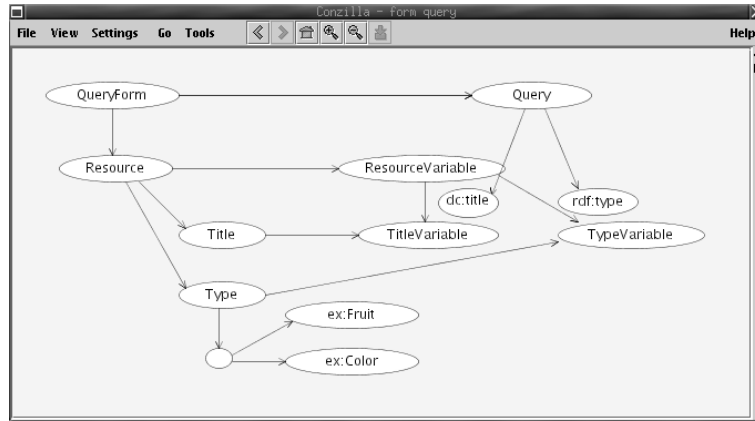 Conzilla - form query
File View Settings Go Tools Help
QueryForm Query
Resource ResourceVariable
dc:title rdf:type
Title TitleVariable TypeVariable
Type
ex:Fruit
ex:Color